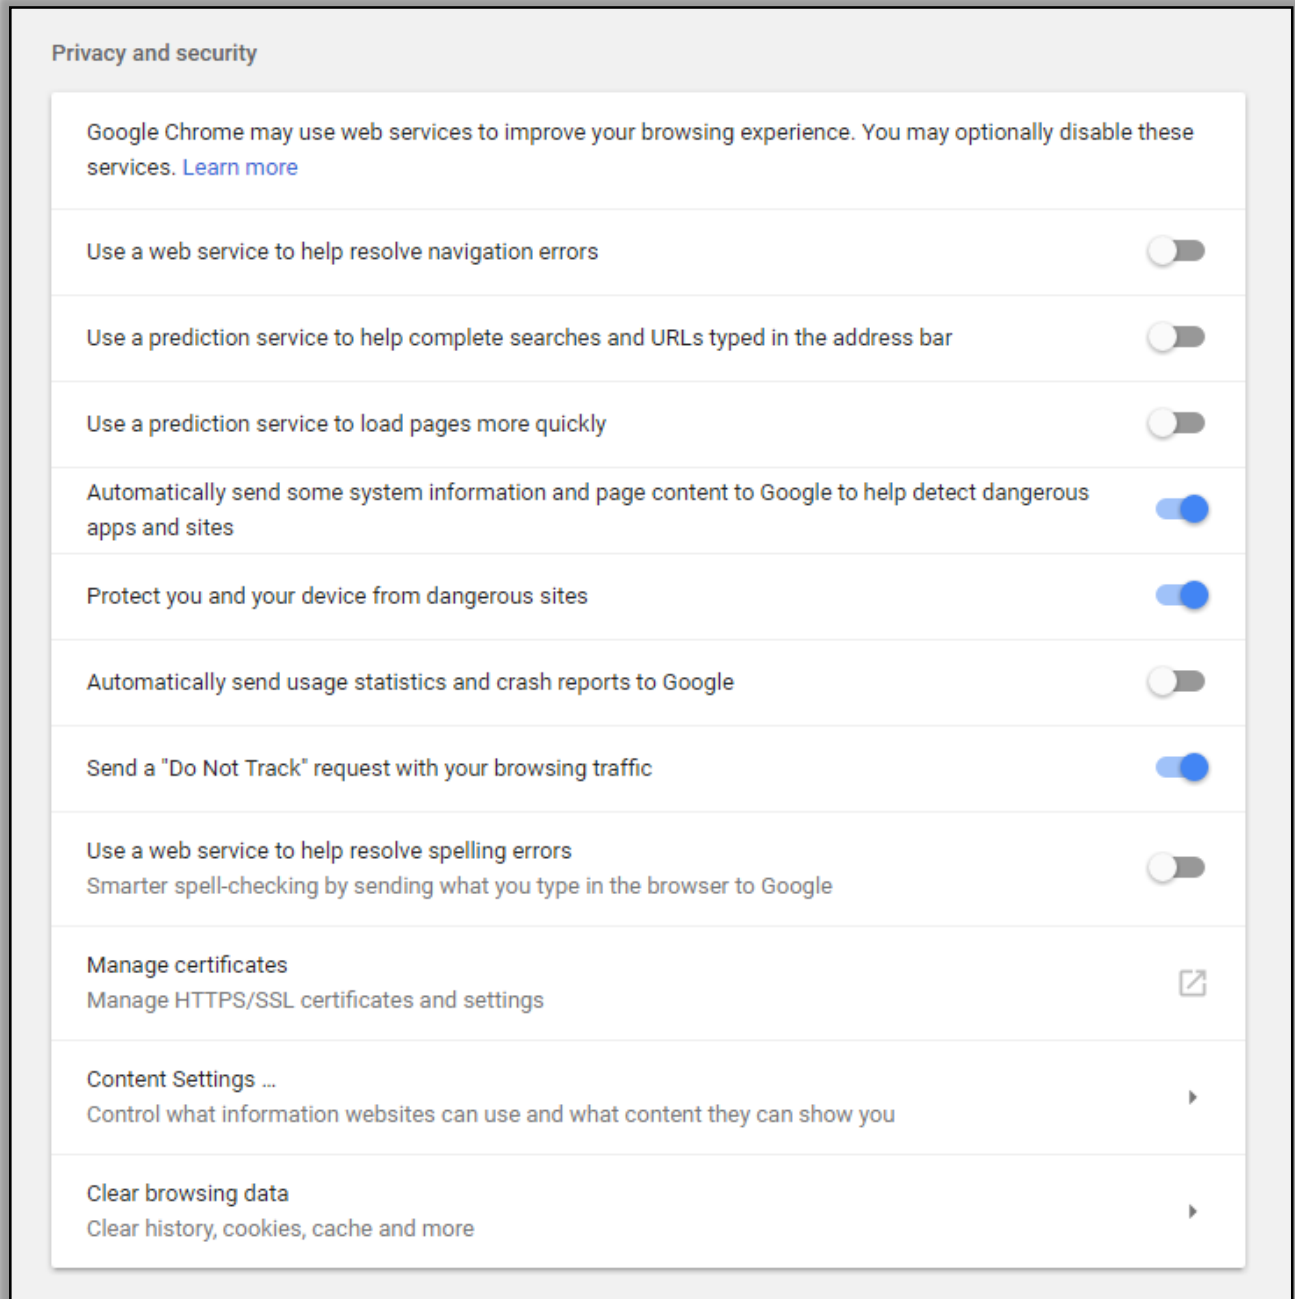 Privacy and security
Google Chrome may use web services to improve your browsing experience. You may optionally disable these
services. Learn more
Use a web service to help resolve navigation errors
Use a prediction service to help complete searches and URLs typed in the address bar
Use a prediction service to load pages more quickly
Automatically send some system information and page content to Google to help detect dangerous
apps and sites
Protect you and your device from dangerous sites
Automatically send usage statistics and crash reports to Google
Send a "Do Not Track" request with your browsing traffic
Use a web service to help resolve spelling errors
Smarter spell-checking by sending what you type in the browser to Google
Manage certificates
Manage HTTPS/SSL certificates and settings
Content Settings ...
Control what information websites can use and what content they can show you
Clear browsing data
Clear history, cookies, cache and more